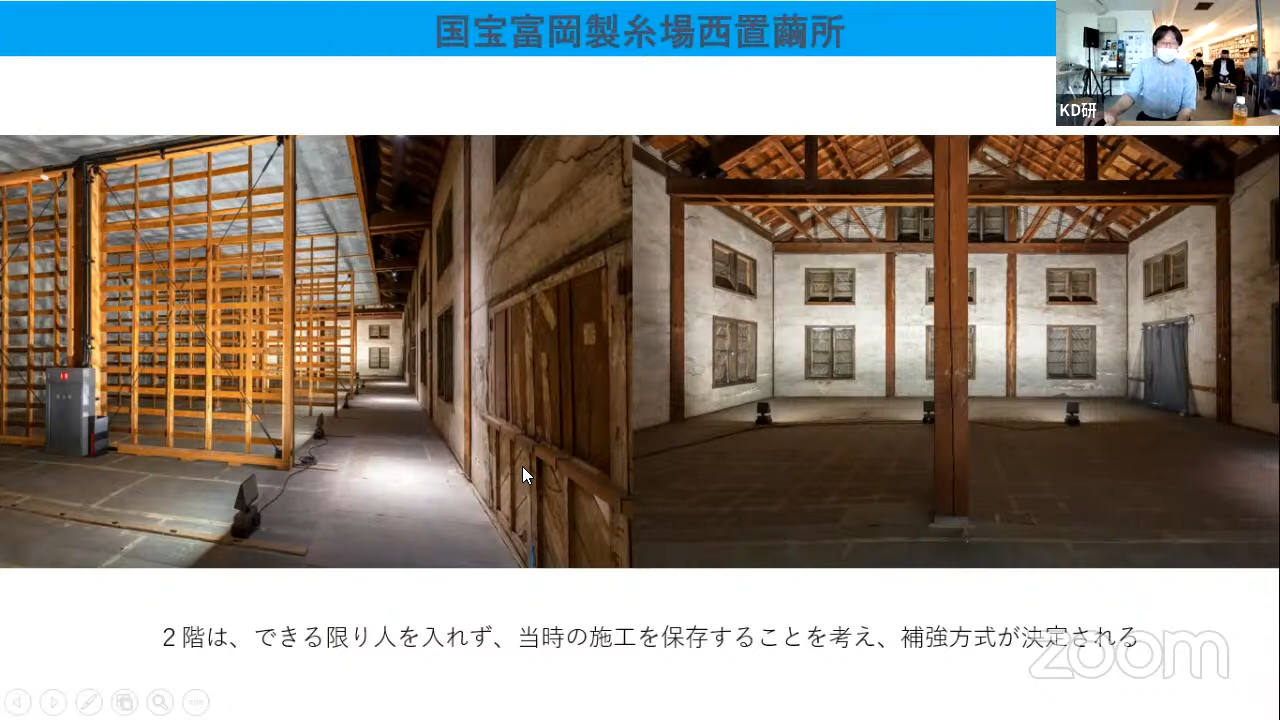 国宝富岡製糸場西置繭所
KD研
２階は、できる限り人を入れず、当時の施工を保存することを考え、補強方式が決定される
zoom